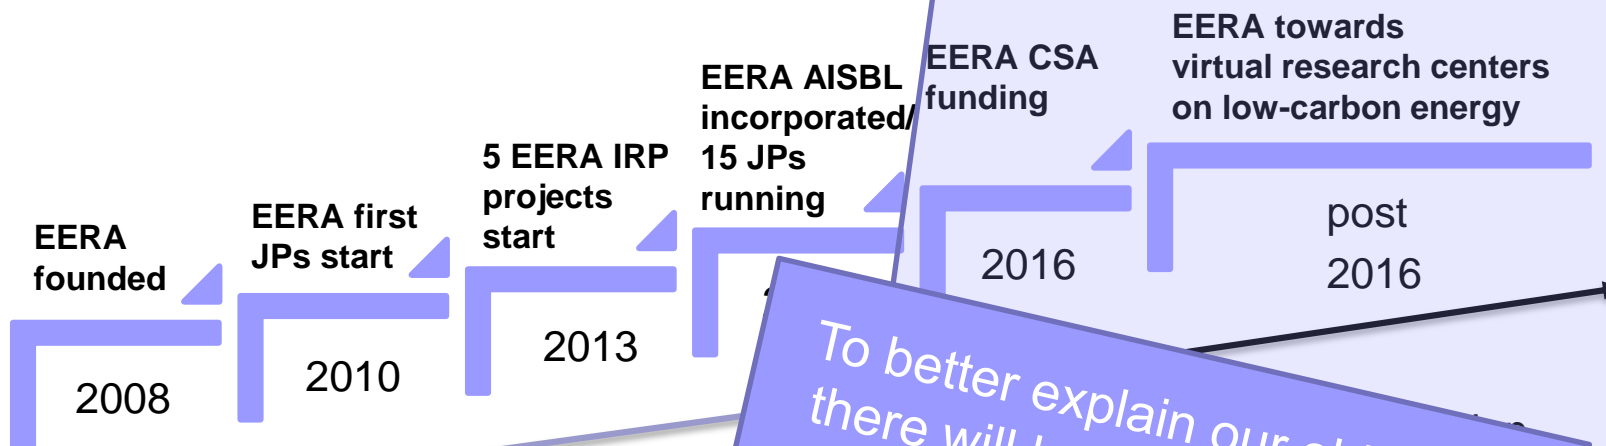 EERA
founded
2008
EERA first
JPs start
2010
5 EERA IRP
projects
start
2013
EERA AISBL
incorporated/
15 JPs
running
EERA CSA
funding
2016
EERA towards
virtual research centers
on low-carbon energy
post
2016
To better explain our
there will